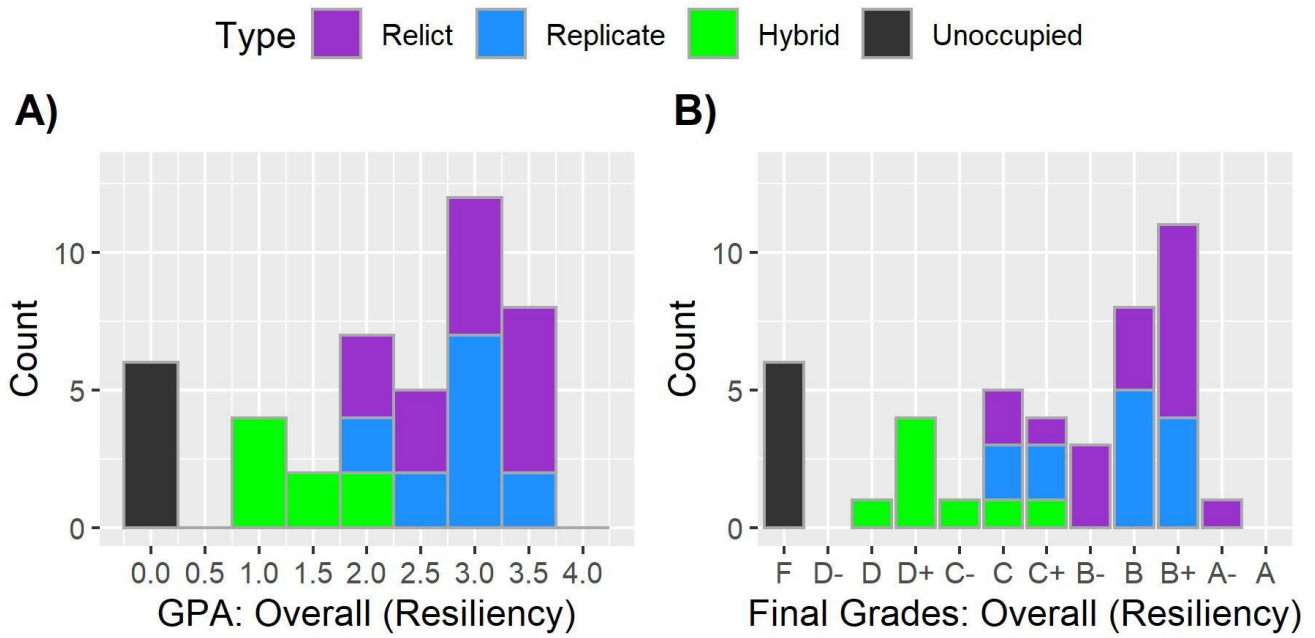 Type Relict Replicate Hybrid Unoccupied
A)
Count
10
5
0
0.0 0.5 1.0 1.5 2.0 2.5 3.0 3.5 4.0
GPA: Overall (Resiliency)
B)
Count
10
5
0
F D- D D+ C- C C+ B- B B+ A- A
Final Grades: Overall (Resiliency)